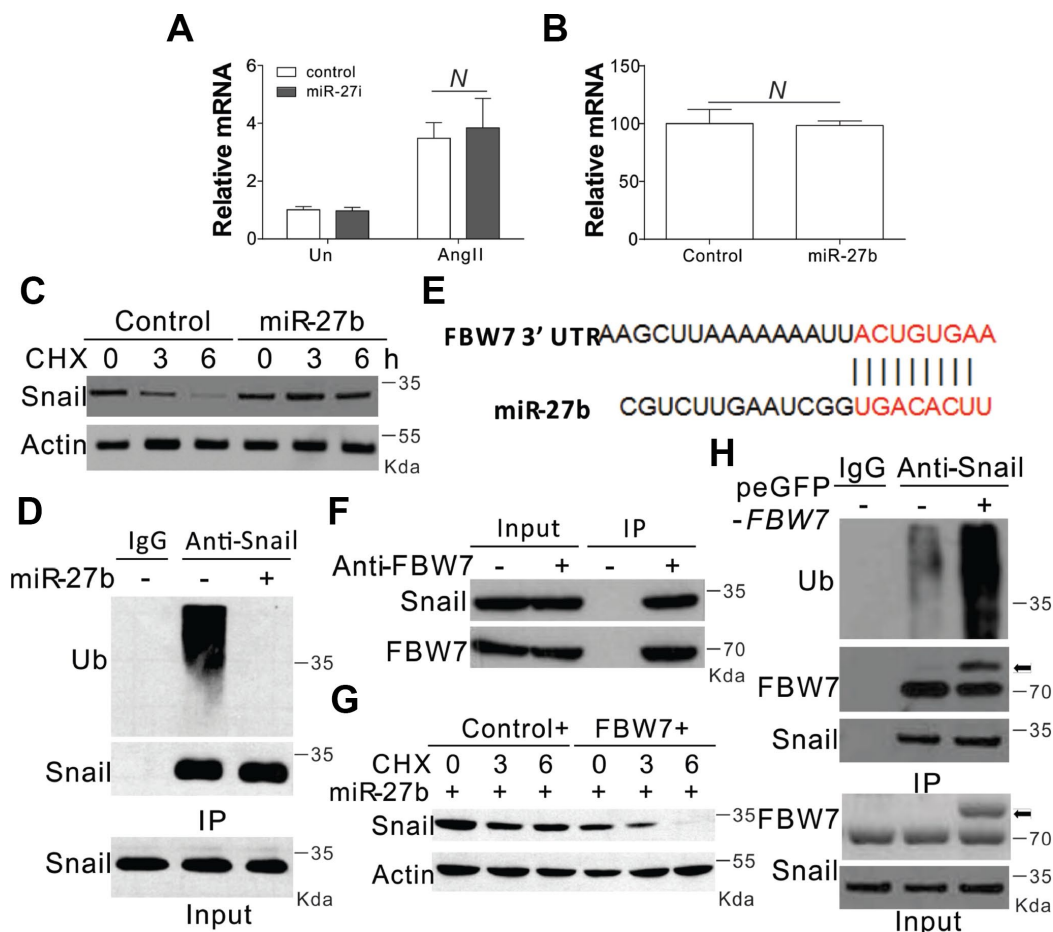 A
Relative mRNA
6
4
2
0
control
miR-27i
N
Un
AngII
B
Relative mRNA
150
100
50
0
N
Control
miR-27b
C
Control miR-27b
CHX 0 3 6 0 3 6 h
Snail
35
Actin
55
Kda
E
FBW7 3' UTR AAGCUUAAAAAAAUUACUGUGAA
miR-27b CGUCUUGAAUCGGUGACACUU
D
IgG Anti-Snail
miR-27b - - +
Ub
35
Snail
35
IP
Snail
35
Kda
Input
F
Input IP
Anti-FBW7 - + - +
Snail
35
FBW7
70
Kda
G
Control+ FBW7+
CHX 0 3 6 0 3 6
miR-27b + + + + + +
Snail
35
Actin
55
Kda
H
IgG Anti-Snail
peGFP
-FBW7 - - +
Ub
35
FBW7
70
Snail
35
IP
FBW7
70
Snail
35
Kda
Input